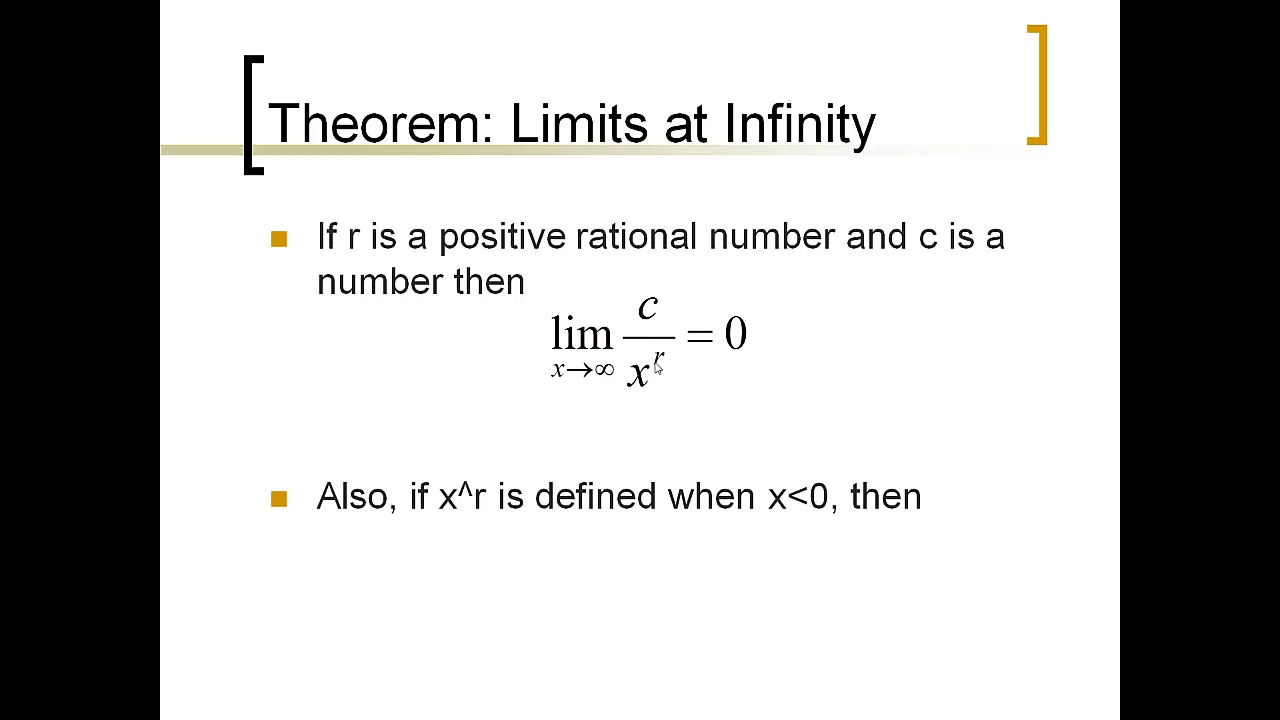 Theorem: Limits at Infinity
If r is a positive rational number and c is a
number then
lim x→∞ c/x^r = 0
Also, if x^r is defined when x<0, then